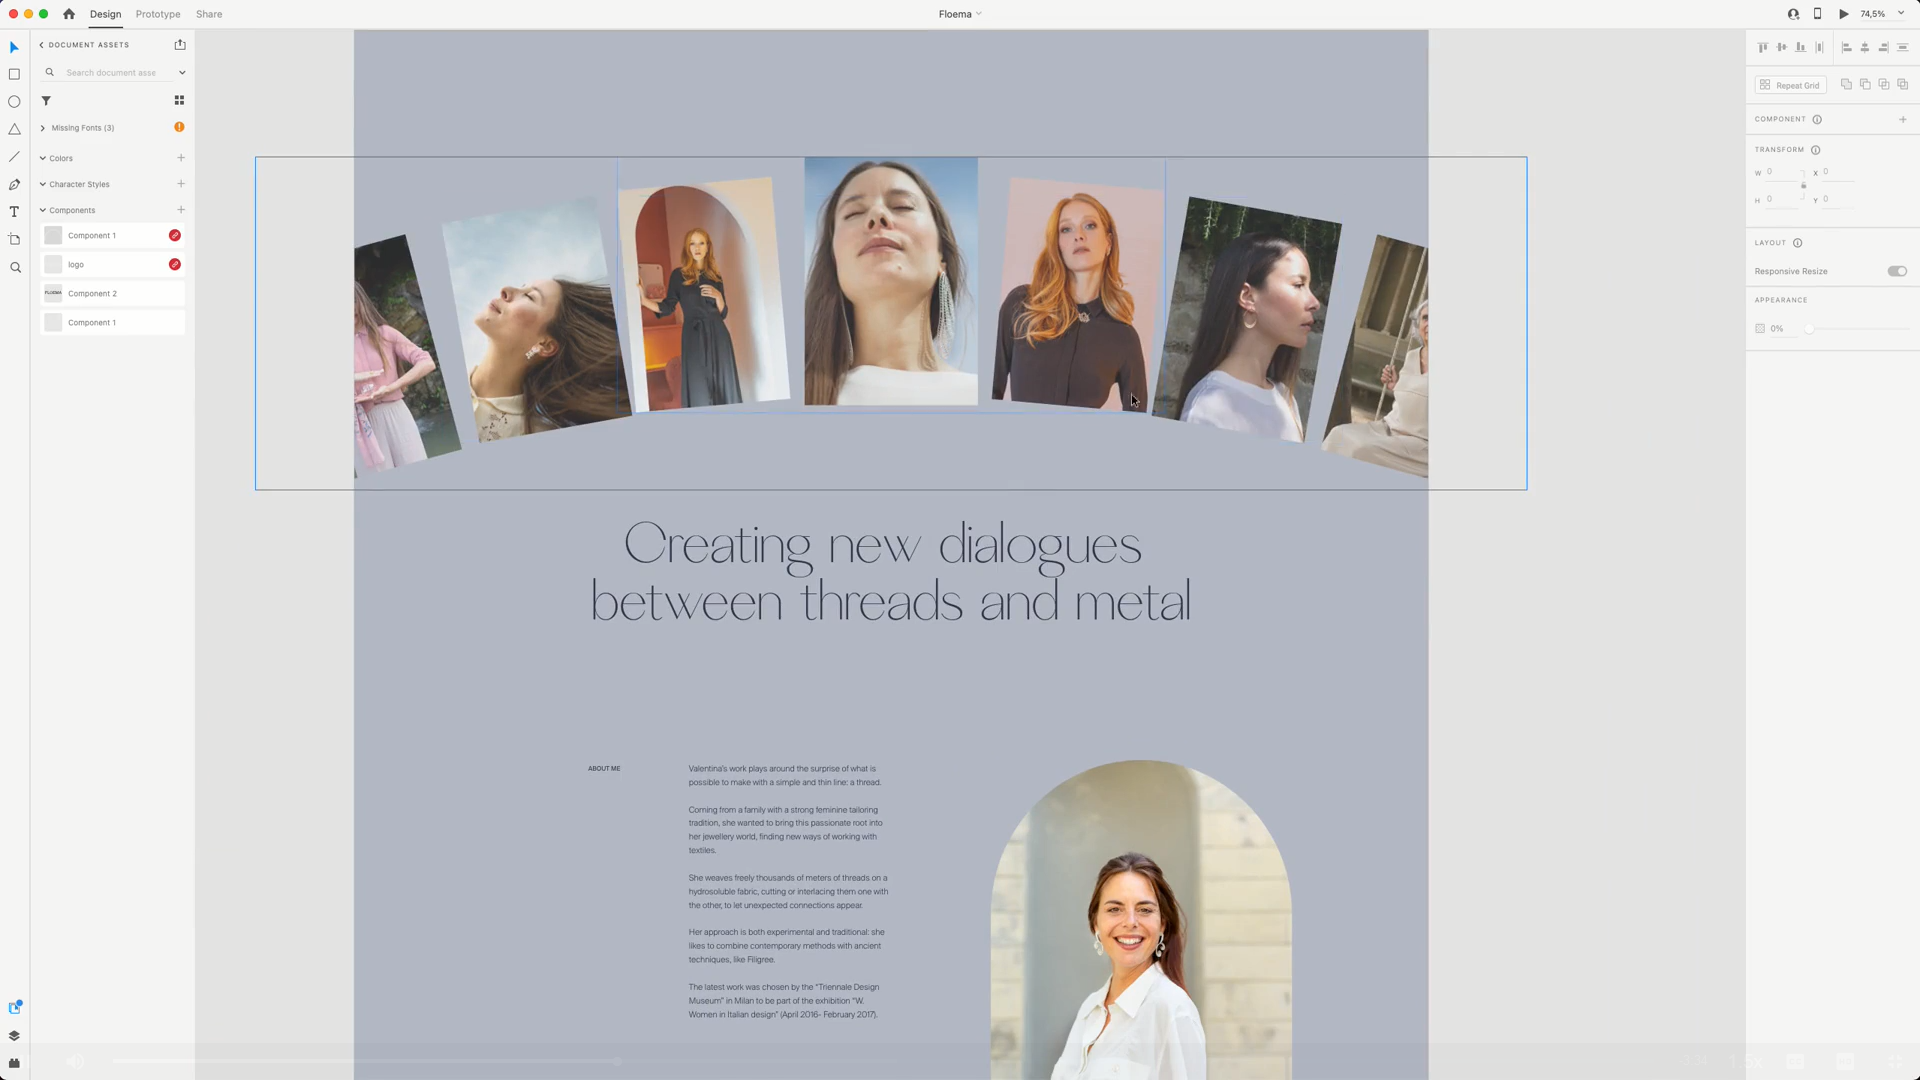 Design
Prototype
Share
Floema
74,5%
DOCUMENT ASSETS
Search document asse
Missing Fonts (3)
Colors
Character Styles
Components
Component 1
logo
FLOEMA
Component 2
Component 1
Creating new dialogues
between threads and metal
ABOUT ME
Valentina's work plays around the surprise of what is
possible to make with a simple and thin line: a thread.
Coming from a family with a strong feminine tailoring
tradition, she wanted to bring this passionate root into
her jewellery world, finding new ways of working with
textiles.
She weaves freely thousands of meters of threads on a
hydrosoluble fabric, cutting or interlacing them one with
the other, to let unexpected connections appear.
Her approach is both experimental and traditional: she
likes to combine contemporary methods with ancient
techniques, like Filigree.
The latest work was chosen by the "Triennale Design
Museum" in Milan to be part of the exhibition "W.
Women in Italian design" (April 2016- February 2017).
Repeat Grid
COMPONENT
TRANSFORM
W 0
X 0
H 0
Y 0
LAYOUT
Responsive Resize
APPEARANCE
0%